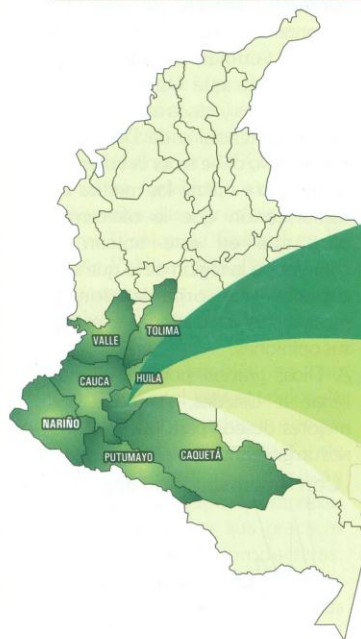 VALLE
TOLIMA
CAUCA
HUILA
NARIÑO
PUTUMAYO
CAQUETÁ